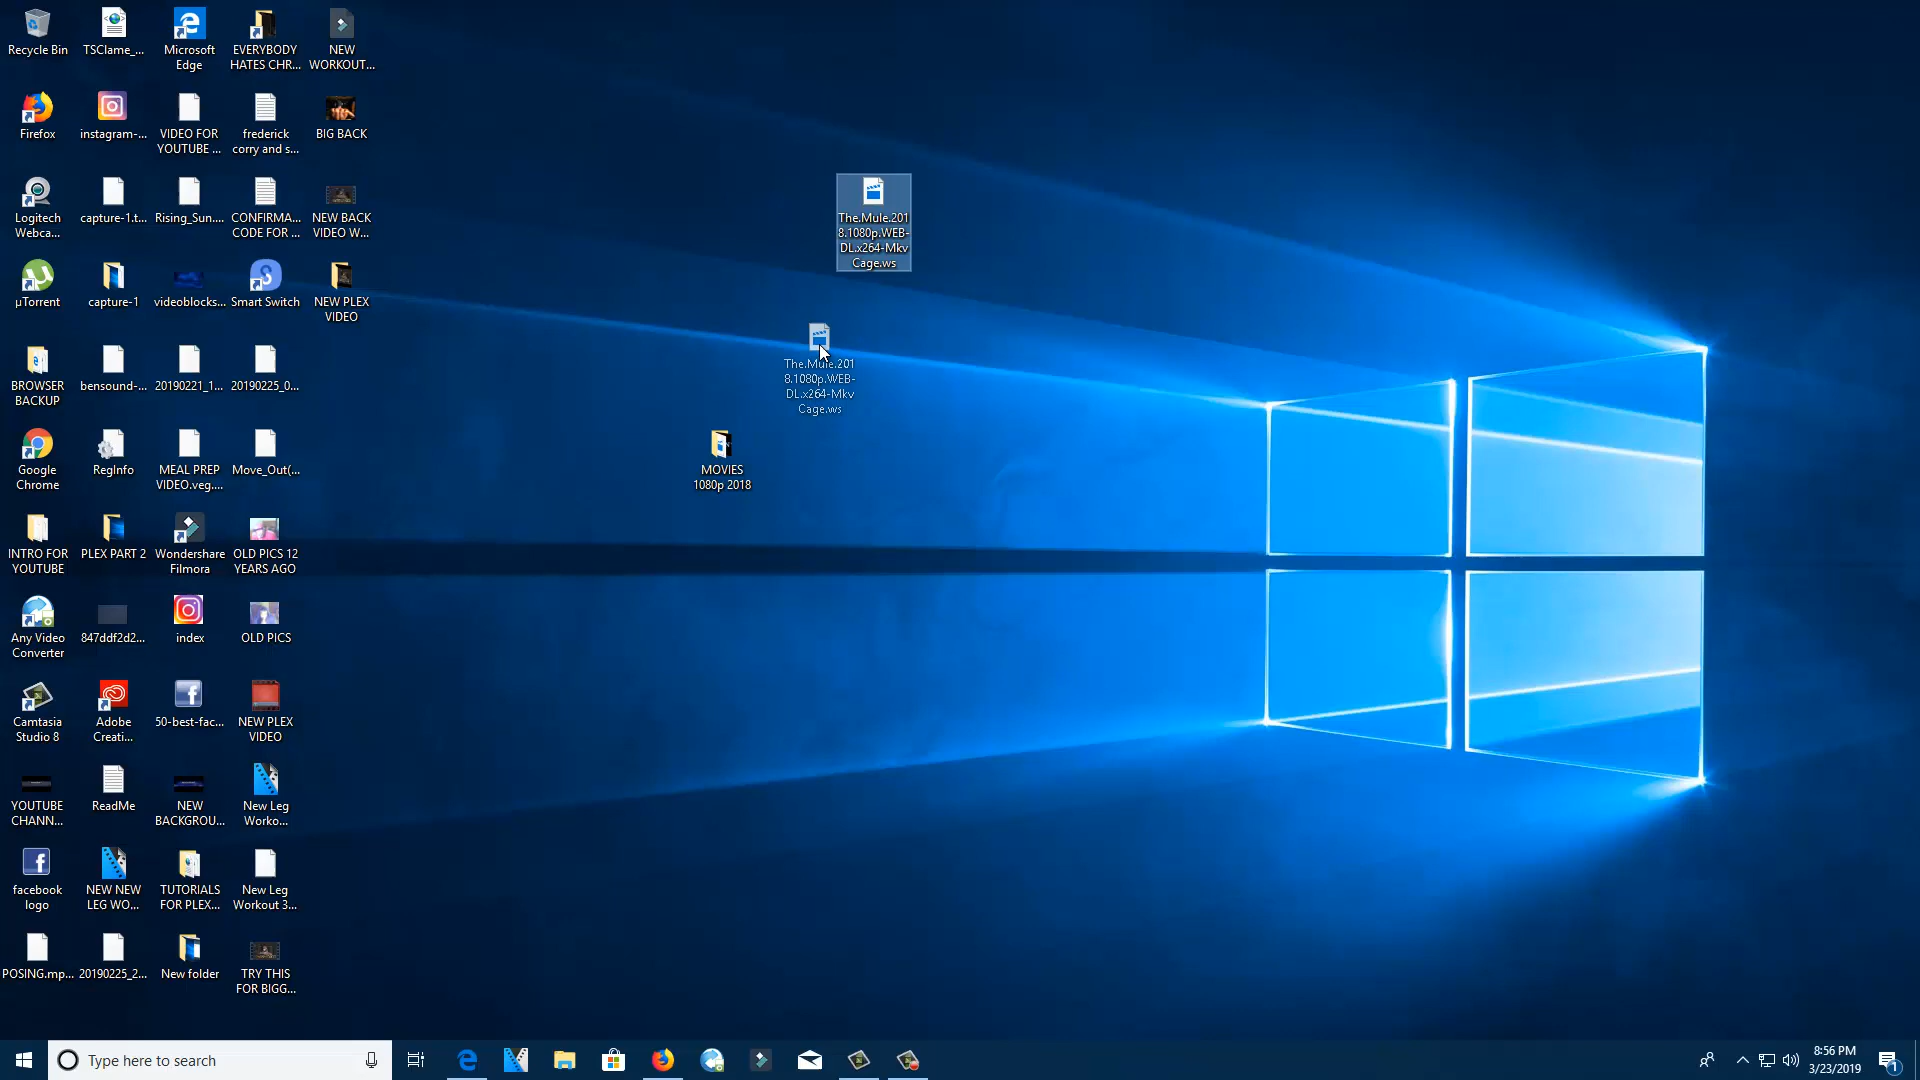 Recycle Bin
TSClame_...
Microsoft
Edge
EVERYBODY
HATES CHR...
NEW
WORKOUT...
Firefox
instagram-...
VIDEO FOR
YOUTUBE ...
frederick
corry and s...
BIG BACK
Logitech
Webca...
capture-1.t...
Rising_Sun....
CONFIRMA...
CODE FOR ...
NEW BACK
VIDEO W...
The.Mule.201
8.1080p.WEB-
DL.x264-Mkv
Cage.ws
µTorrent
capture-1
videoblocks...
Smart Switch
NEW PLEX
VIDEO
The.Mule.201
8.1080p.WEB-
DL.x264-Mkv
Cage.ws
BROWSER
BACKUP
bensound-...
20190221_1...
20190225_0...
Google
Chrome
RegInfo
MEAL PREP
VIDEO.veg....
Move_Out(...
MOVIES
1080p 2018
INTRO FOR
YOUTUBE
PLEX PART 2
Wondershare
Filmora
OLD PICS 12
YEARS AGO
Any Video
Converter
847ddf2d2...
index
OLD PICS
Camtasia
Studio 8
Adobe
Creati...
50-best-fac...
NEW PLEX
VIDEO
YOUTUBE
CHANN...
ReadMe
NEW
BACKGROU...
New Leg
Worko...
facebook
logo
NEW NEW
LEG WO...
TUTORIALS
FOR PLEX...
New Leg
Workout 3...
POSING.mp...
20190225_2...
New folder
TRY THIS
FOR BIGG...
Type here to search
8:56 PM
3/23/2019
1